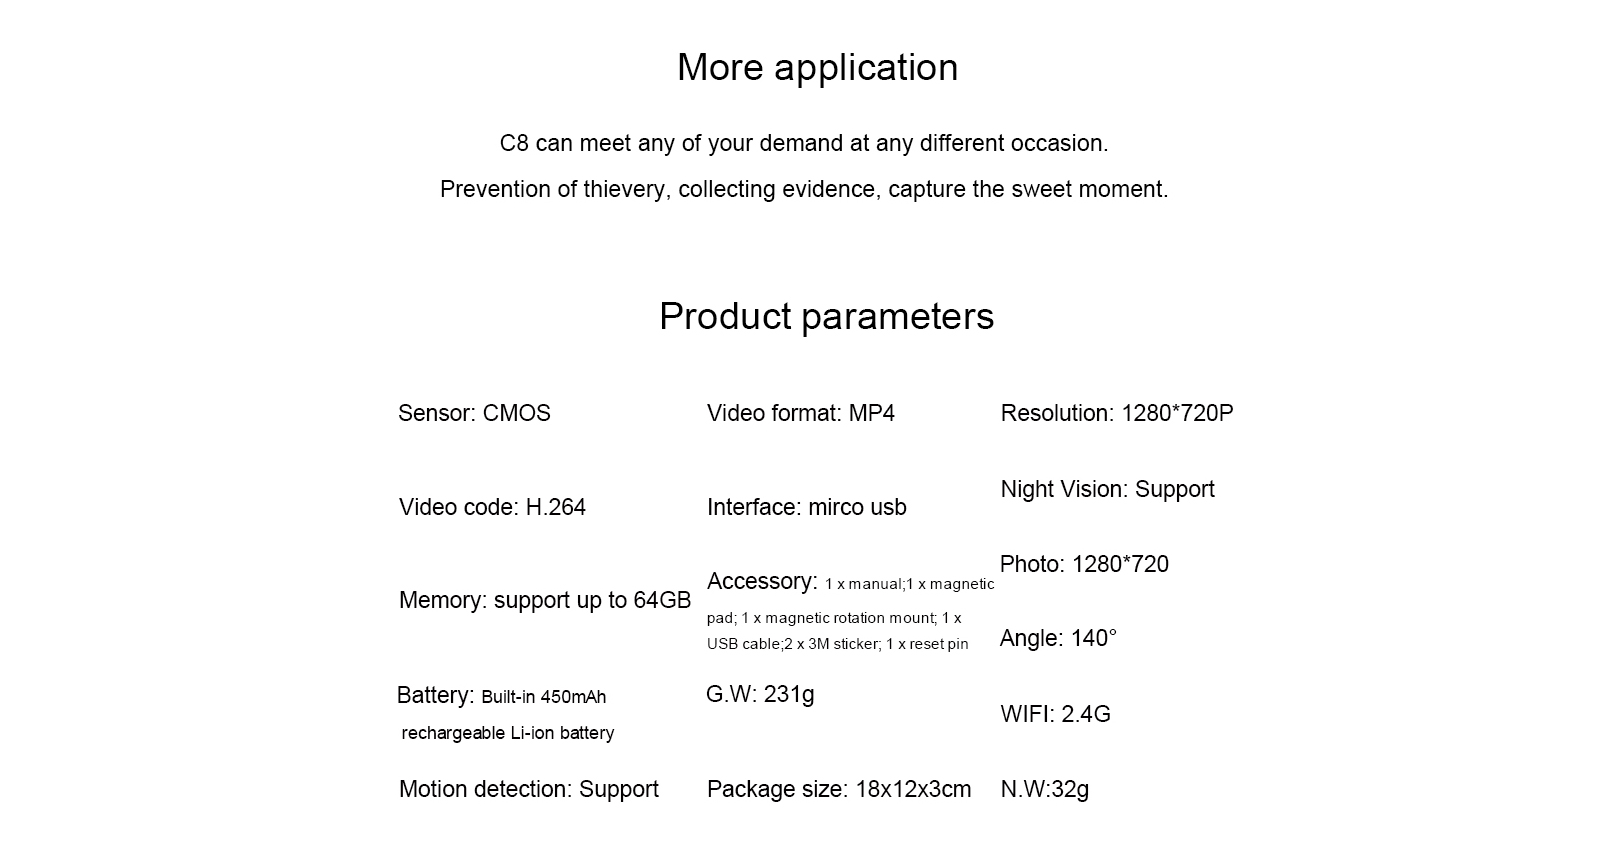 More application
C8 can meet any of your demand at any different occasion.
Prevention of thievery, collecting evidence, capture the sweet moment.
Product parameters
Sensor: CMOS
Video code: H.264
Memory: support up to 64GB
Battery: Built-in 450mAh
rechargeable Li-ion battery
Motion detection: Support
Video format: MP4
Interface: mirco usb
Accessory: 1 x manual;1 x magnetic
pad; 1 x magnetic rotation mount; 1 x
USB cable;2 x 3M sticker; 1 x reset pin
G.W: 231g
Package size: 18x12x3cm
Resolution: 1280*720P
Night Vision: Support
Photo: 1280*720
Angle: 140°
WIFI: 2.4G
N.W:32g